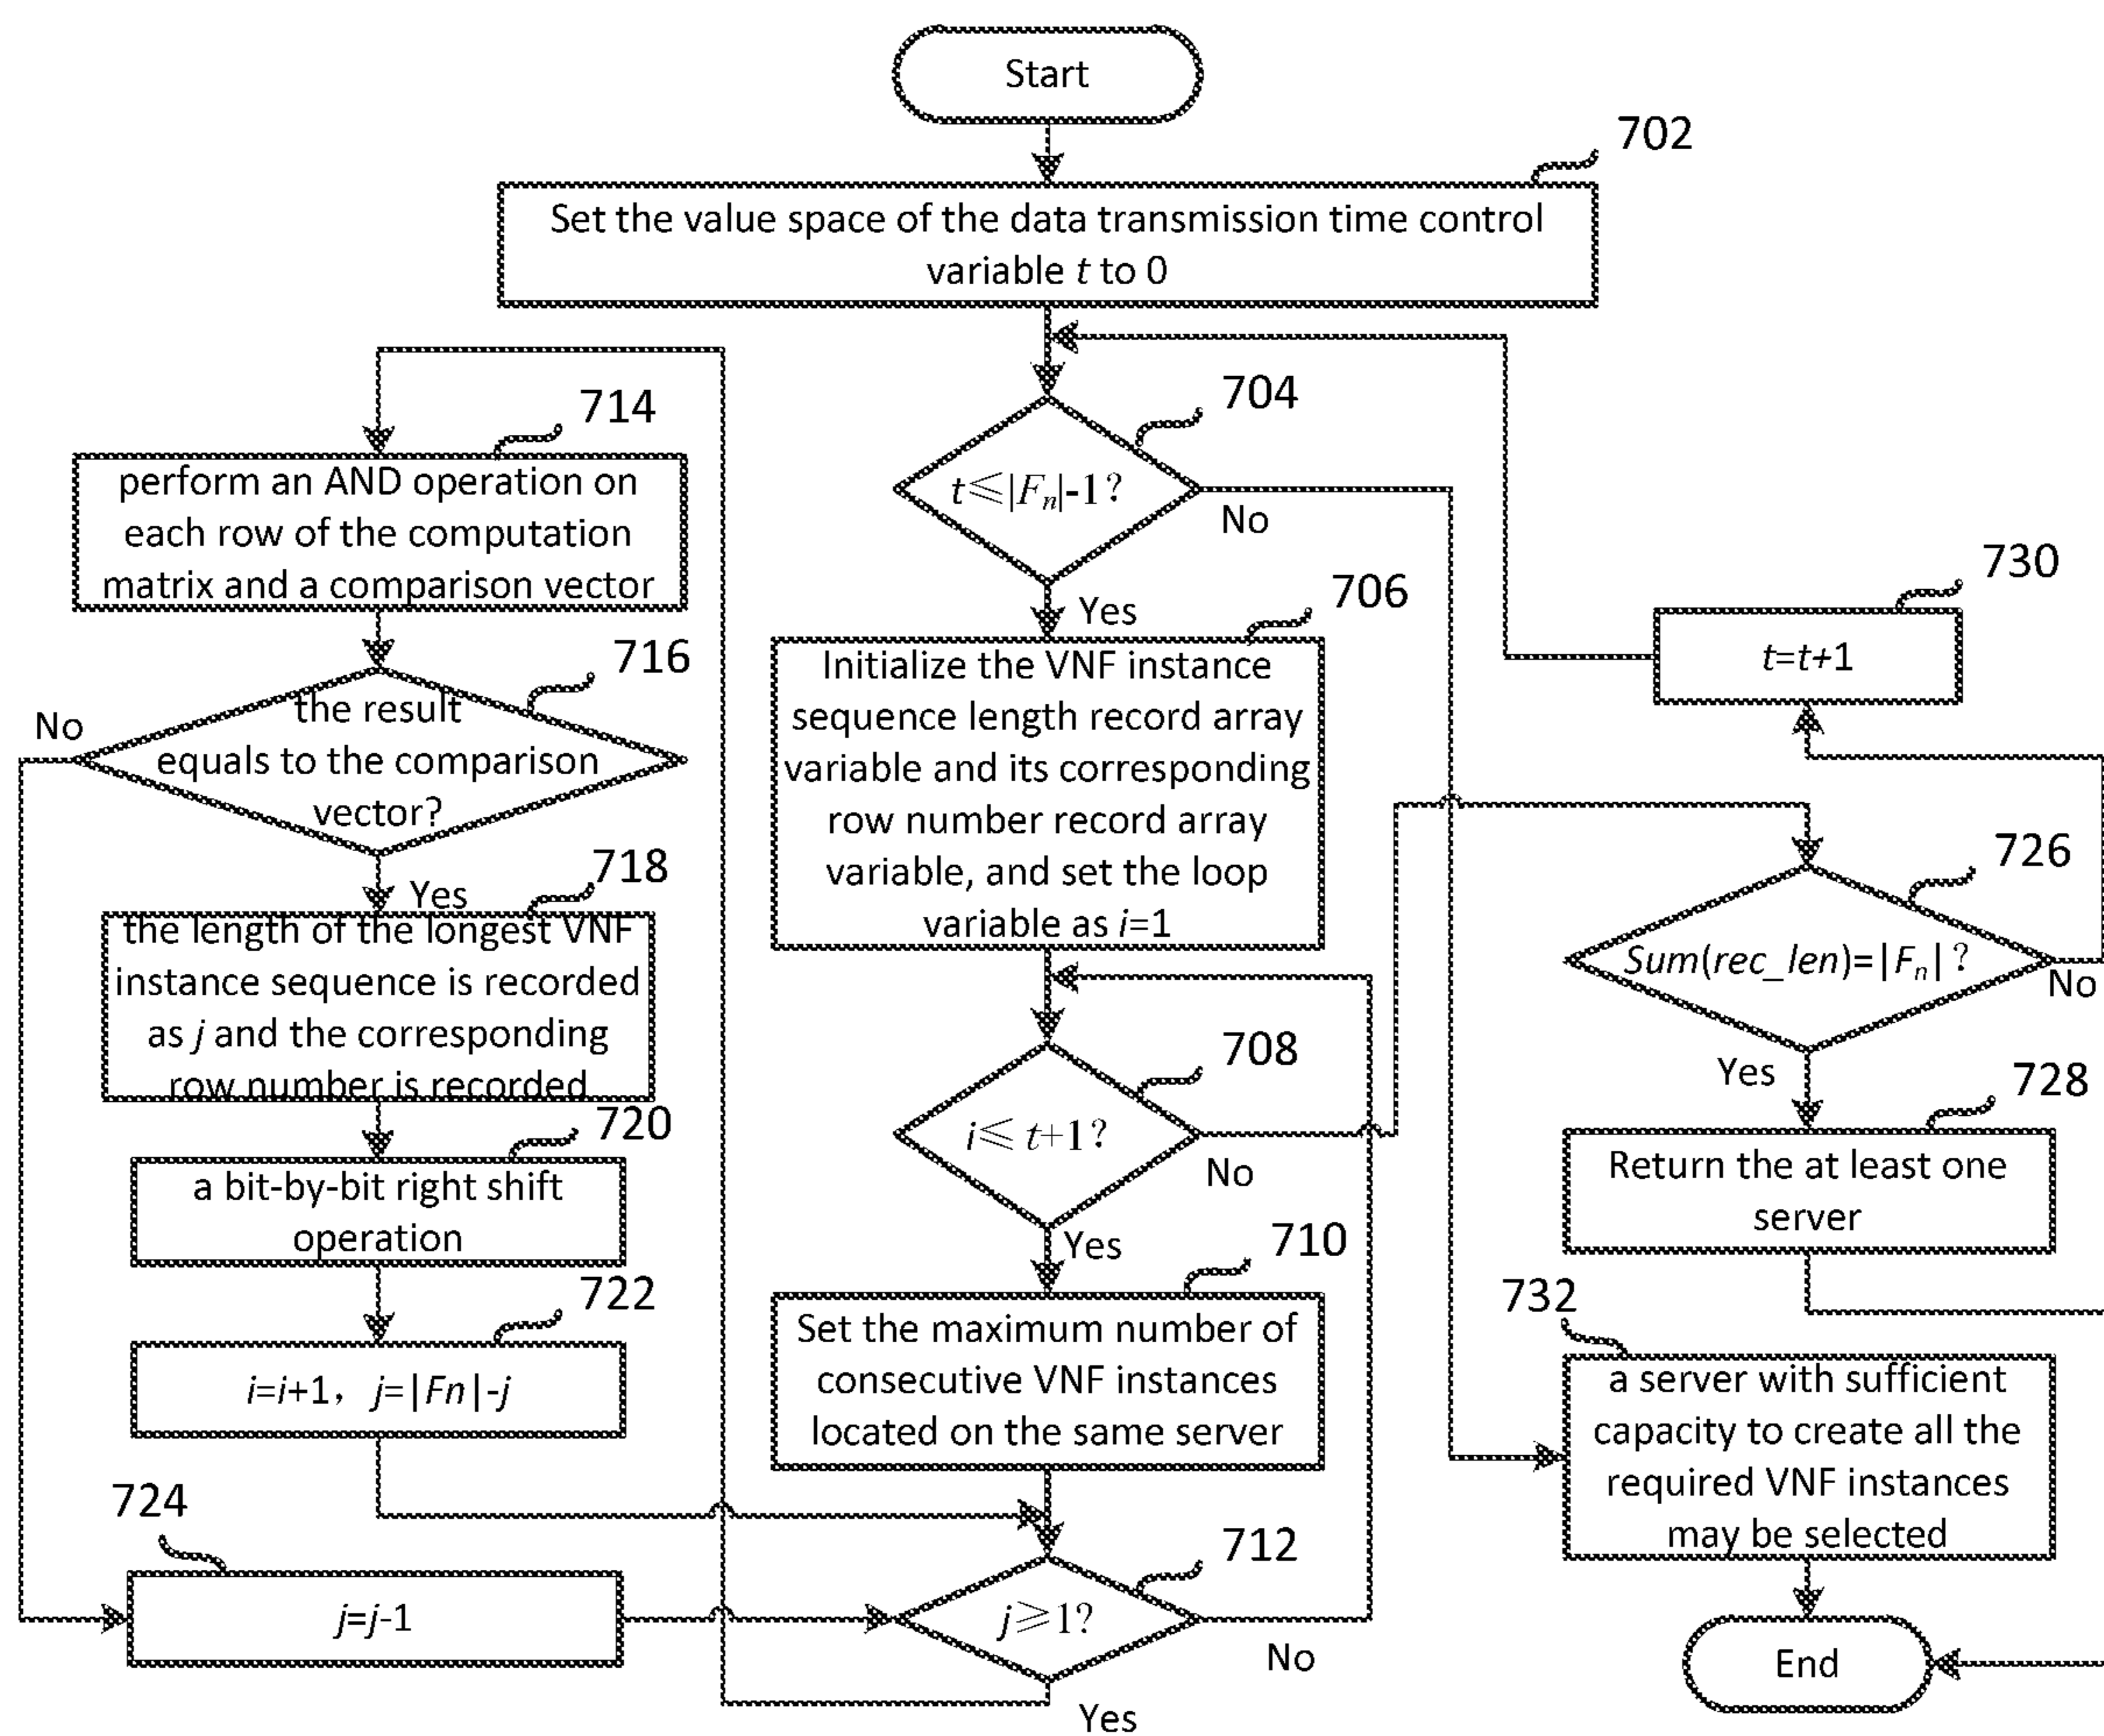 Start
702
Set the value space of the data transmission time control
variable t to 0
704
t≤|Fn|-1?
No
Yes
706
Initialize the VNF instance
sequence length record array
variable and its corresponding
row number record array
variable, and set the loop
variable as i=1
708
i≤ t+1?
No
Yes
710
Set the maximum number of
consecutive VNF instances
located on the same server
712
j≥1?
No
Yes
714
perform an AND operation on
each row of the computation
matrix and a comparison vector
716
the result
equals to the comparison
vector?
No
Yes
718
the length of the longest VNF
instance sequence is recorded
as j and the corresponding
row number is recorded
720
a bit-by-bit right shift
operation
722
i=i+1, j=|Fn|-j
724
j=j-1
730
t=t+1
726
Sum(rec_len)=|Fn| ?
No
Yes
728
Return the at least one
server
732
a server with sufficient
capacity to create all the
required VNF instances
may be selected
End